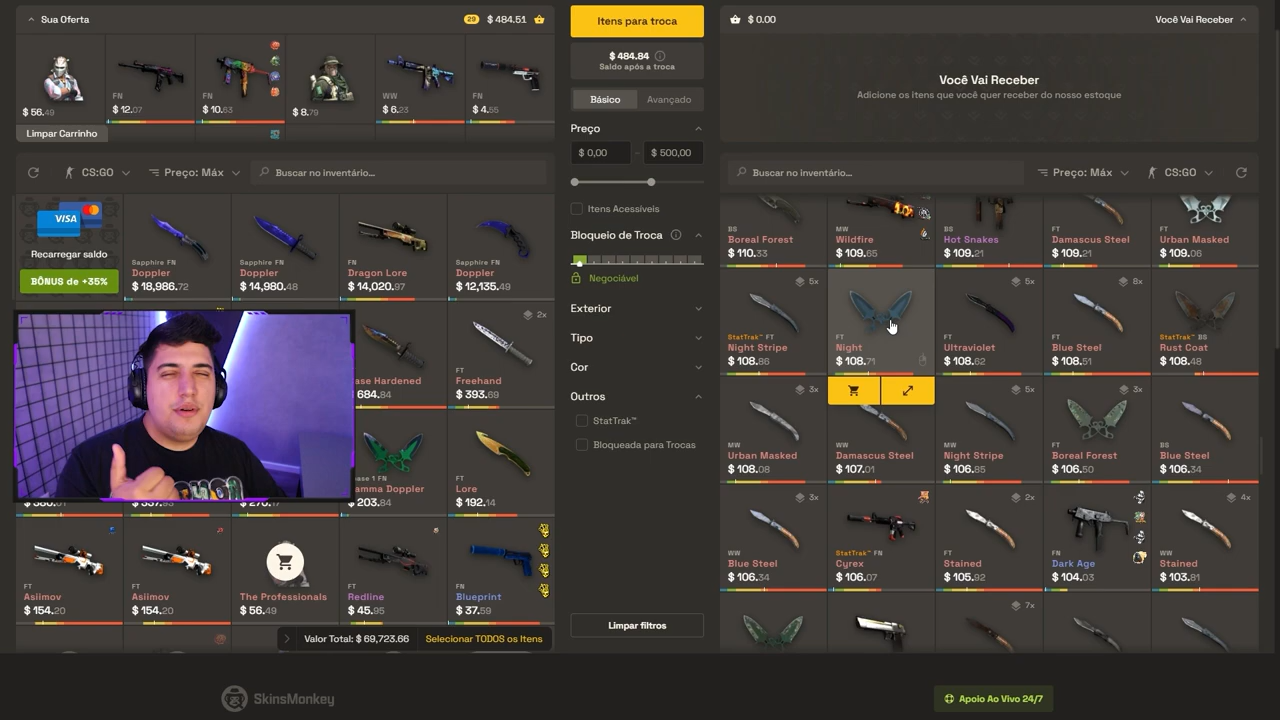 Sua Oferta
29 $ 484.51
$ 56.49
FN
$ 12.07
FN
$ 10.63
$ 8.79
WW
$ 6.23
FN
$ 4.55
Limpar Carrinho
CS:GO
Preço: Máx
Buscar no inventário...
VISA
Recarregar saldo
BÔNUS de +35%
Sapphire FN
Doppler
$ 18,986.72
Sapphire FN
Doppler
$ 14,980.48
FN
Dragon Lore
$ 14,020.97
Sapphire FN
Doppler
$ 12,135.49
ase Hardened
684.84
2x
FT
Freehand
$ 393.69
ase 1 FN
amma Doppler
$ 203.84
FT
Lore
$ 192.14
FT
Asiimov
$ 154.20
FT
Asiimov
$ 154.20
The Professionals
$ 56.49
FT
Redline
$ 45.95
FN
Blueprint
$ 37.59
Valor Total: $ 69,723.66
Selecionar TODOS os Itens
Itens para troca
$ 484.84
Saldo após a troca
Básico
Avançado
Preço
$ 0,00
-
$ 500,00
Itens Acessíveis
Bloqueio de Troca
Negociável
Exterior
Tipo
Cor
Outros
StatTrak™
Bloqueada para Trocas
Limpar filtros
$ 0.00
Você Vai Receber
Você Vai Receber
Adicione os itens que você quer receber do nosso estoque
Buscar no inventário...
Preço: Máx
CS:GO
BS
Boreal Forest
$ 110.33
MW
Wildfire
$ 109.65
BS
Hot Snakes
$ 109.21
FT
Damascus Steel
$ 109.21
FT
Urban Masked
$ 109.06
5x
StatTrak™ FT
Night Stripe
$ 108.86
FT
Night
$ 108.71
5x
FT
Ultraviolet
$ 108.62
8x
FT
Blue Steel
$ 108.51
StatTrak™ BS
Rust Coat
$ 108.48
3x
MW
Urban Masked
$ 108.08
MW
Damascus Steel
$ 107.01
5x
MW
Night Stripe
$ 106.85
3x
FT
Boreal Forest
$ 106.50
5x
BS
Blue Steel
$ 106.34
3x
WW
Blue Steel
$ 106.34
StatTrak™ FN
Cyrex
$ 106.07
2x
FT
Stained
$ 105.92
FN
Dark Age
$ 104.03
4x
WW
Stained
$ 103.81
7x
SkinsMonkey
Apoio Ao Vivo 24/7